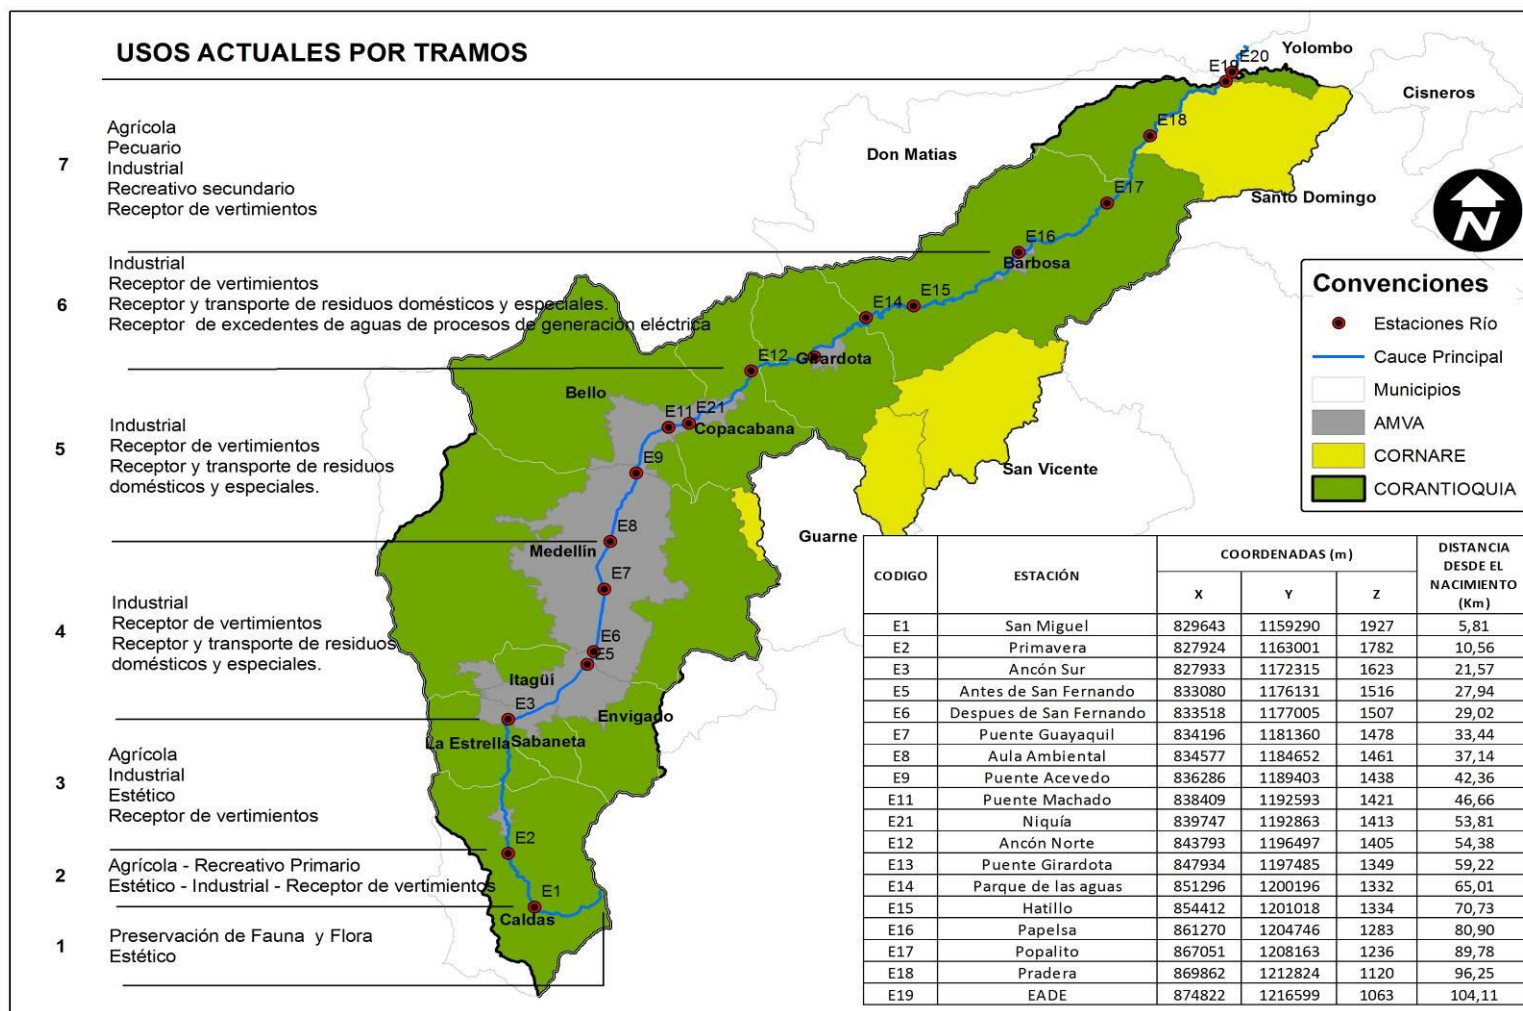 USOS ACTUALES POR TRAMOS
7
Agrícola
Pecuario
Industrial
Recreativo secundario
Receptor de vertimientos
6
Industrial
Receptor de vertimientos
Receptor y transporte de residuos domésticos y especiales.
Receptor de excedentes de aguas de procesos de generación eléctrica
5
Industrial
Receptor de vertimientos
Receptor y transporte de residuos
domésticos y especiales.
4
Industrial
Receptor de vertimientos
Receptor y transporte de residuos
domésticos y especiales.
3
Agrícola
Industrial
Estético
Receptor de vertimientos
2
Agrícola - Recreativo Primario
Estético - Industrial - Receptor de vertimientos
1
Preservación de Fauna y Flora
Estético
E20
Yolombo
E19
Cisneros
E18
Don Matias
E17
Santo Domingo
E16
Barbosa
E15
E14
Girardota
E12
Bello
E21
E11
Copacabana
E9
San Vicente
E8
Medellín
Guarne
E7
E6
E5
Itagüí
E3
Envigado
La Estrella
Sabaneta
E2
E1
Caldas
N
Convenciones
Estaciones Río
Cauce Principal
Municipios
AMVA
CORNARE
CORANTIOQUIA
CODIGO ESTACIÓN COORDENADAS (m) DISTANCIA DESDE EL NACIMIENTO (Km)
X Y Z
E1 San Miguel 829643 1159290 1927 5,81
E2 Primavera 827924 1163001 1782 10,56
E3 Ancón Sur 827933 1172315 1623 21,57
E5 Antes de San Fernando 833080 1176131 1516 27,94
E6 Despues de San Fernando 833518 1177005 1507 29,02
E7 Puente Guayaquil 834196 1181360 1478 33,44
E8 Aula Ambiental 834577 1184652 1461 37,14
E9 Puente Acevedo 836286 1189403 1438 42,36
E11 Puente Machado 838409 1192593 1421 46,66
E21 Niquía 839747 1192863 1413 53,81
E12 Ancón Norte 843793 1196497 1405 54,38
E13 Puente Girardota 847934 1197485 1349 59,22
E14 Parque de las aguas 851296 1200196 1332 65,01
E15 Hatillo 854412 1201018 1334 70,73
E16 Papelsa 861270 1204746 1283 80,90
E17 Popalito 867051 1208163 1236 89,78
E18 Pradera 869862 1212824 1120 96,25
E19 EADE 874822 1216599 1063 104,11